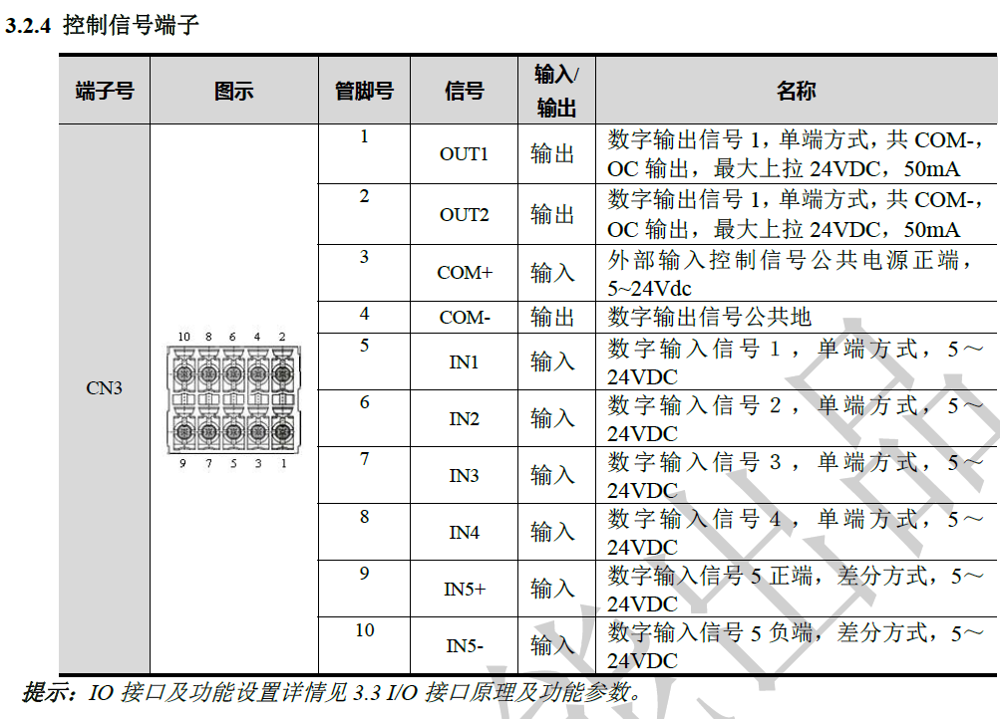 3.2.4 控制信号端子
端子号 图示 管脚号 信号 输入/
输出 名称
1 OUT1 输出 数字输出信号 1，单端方式，共 COM-，
OC 输出，最大上拉 24VDC，50mA
2 OUT2 输出 数字输出信号 1，单端方式，共 COM-，
OC 输出，最大上拉 24VDC，50mA
3 COM+ 输入 外部输入控制信号公共电源正端，
5~24Vdc
4 COM- 输出 数字输出信号公共地
5 IN1 输入 数字输入信号 1 ，单端方式，5～
24VDC
CN3
10 8 6 4 2
9 7 5 3 1
6 IN2 输入 数字输入信号 2 ，单端方式，5～
24VDC
7 IN3 输入 数字输入信号 3 ，单端方式，5～
24VDC
8 IN4 输入 数字输入信号 4 ，单端方式，5～
24VDC
9 IN5+ 输入 数字输入信号 5 正端，差分方式，5～
24VDC
10 IN5- 输入 数字输入信号 5 负端，差分方式，5～
24VDC
提示：IO 接口及功能设置详情见 3.3 I/O 接口原理及功能参数。
出品